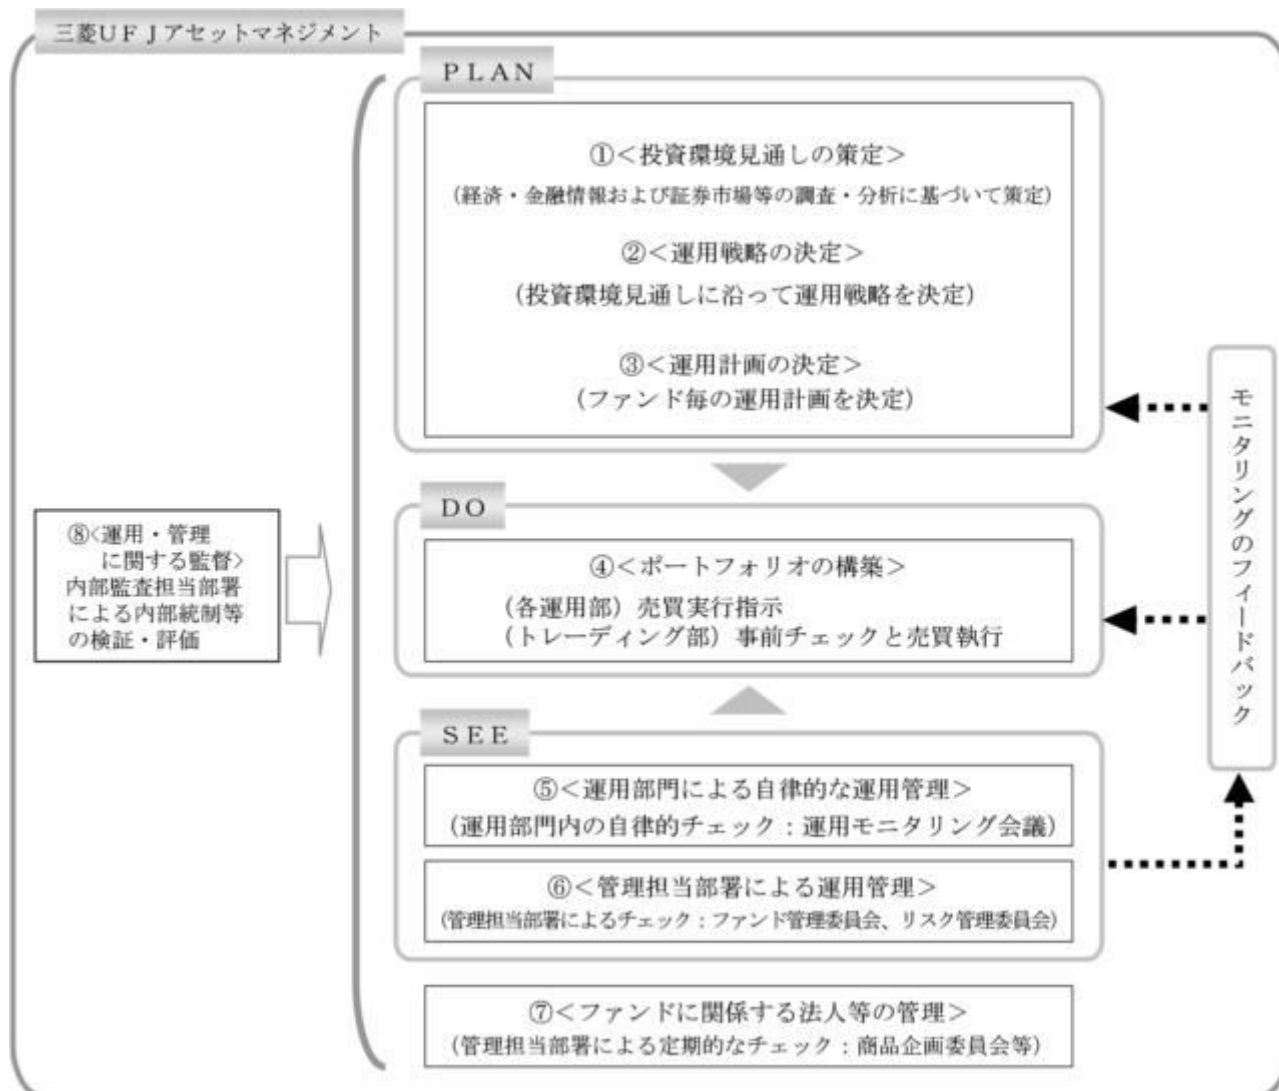 三菱ＵＦＪアセットマネジメント
ＰＬＡＮ
①＜投資環境見通しの策定＞
（経済・金融情報および証券市場等の調査・分析に基づいて策定）
②＜運用戦略の決定＞
（投資環境見通しに沿って運用戦略を決定）
③＜運用計画の決定＞
（ファンド毎の運用計画を決定）
ＤＯ
④＜ポートフォリオの構築＞
（各運用部）売買実行指示
（トレーディング部）事前チェックと売買執行
ＳＥＥ
⑤＜運用部門による自律的な運用管理＞
（運用部門内の自律的チェック：運用モニタリング会議）
⑥＜管理担当部署による運用管理＞
（管理担当部署によるチェック：ファンド管理委員会、リスク管理委員会）
⑦＜ファンドに関係する法人等の管理＞
（管理担当部署による定期的なチェック：商品企画委員会等）
⑧＜運用・管理
に関する監督＞
内部監査担当部署
による内部統制等
の検証・評価
モニタリングのフィードバック